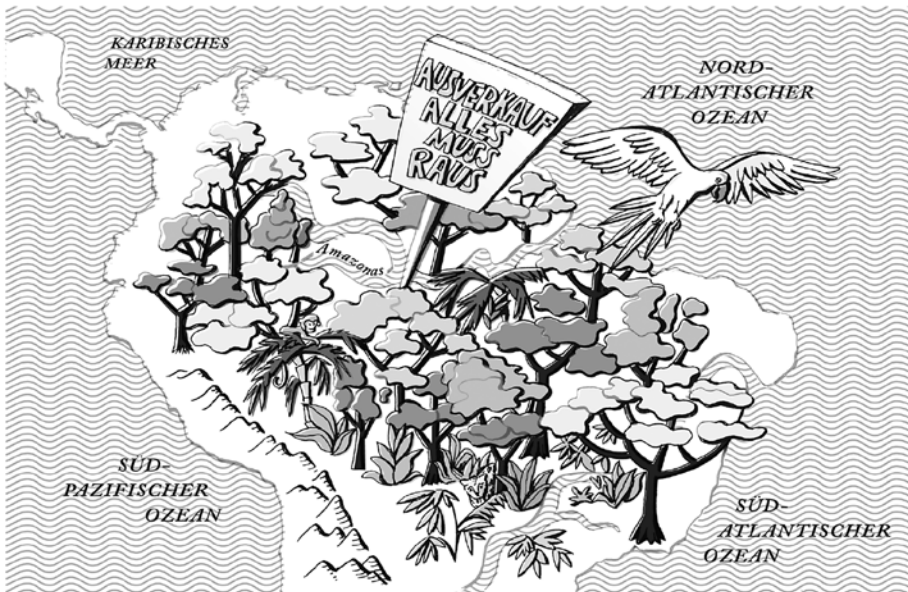 KARIBISCHES
MEER
AUSVERKAUF
ALLES
MUSS
RAUS
NORD-
ATLANTISCHER
OZEAN
Amazonas
SÜD-
PAZIFISCHER
OZEAN
SÜD-
ATLANTISCHER
OZEAN